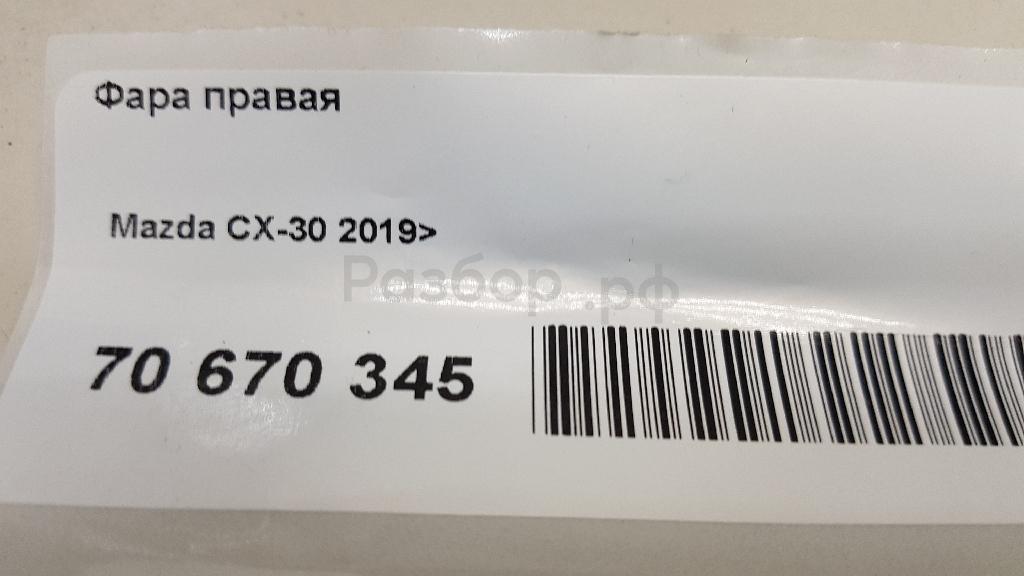 Фара правая
Mazda CX-30 2019>
Разбор.рф
70 670 345